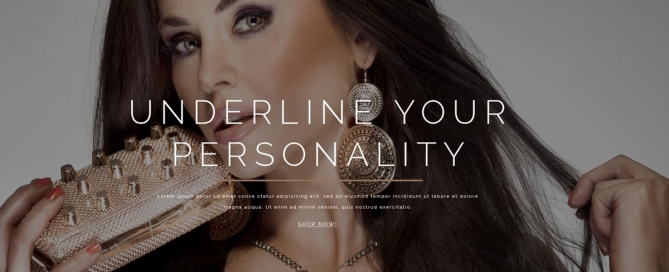 UNDERLINE YOUR
PERSONALITY
Lorem ipsum dolor sit amet conse ctetur adipisicing elit, sed do eiusmod tempor incididunt ut labore et dolore
magna aliqua. Ut enim ad minim veniam, quis nostrud exercitatio.
SHOP NOW!